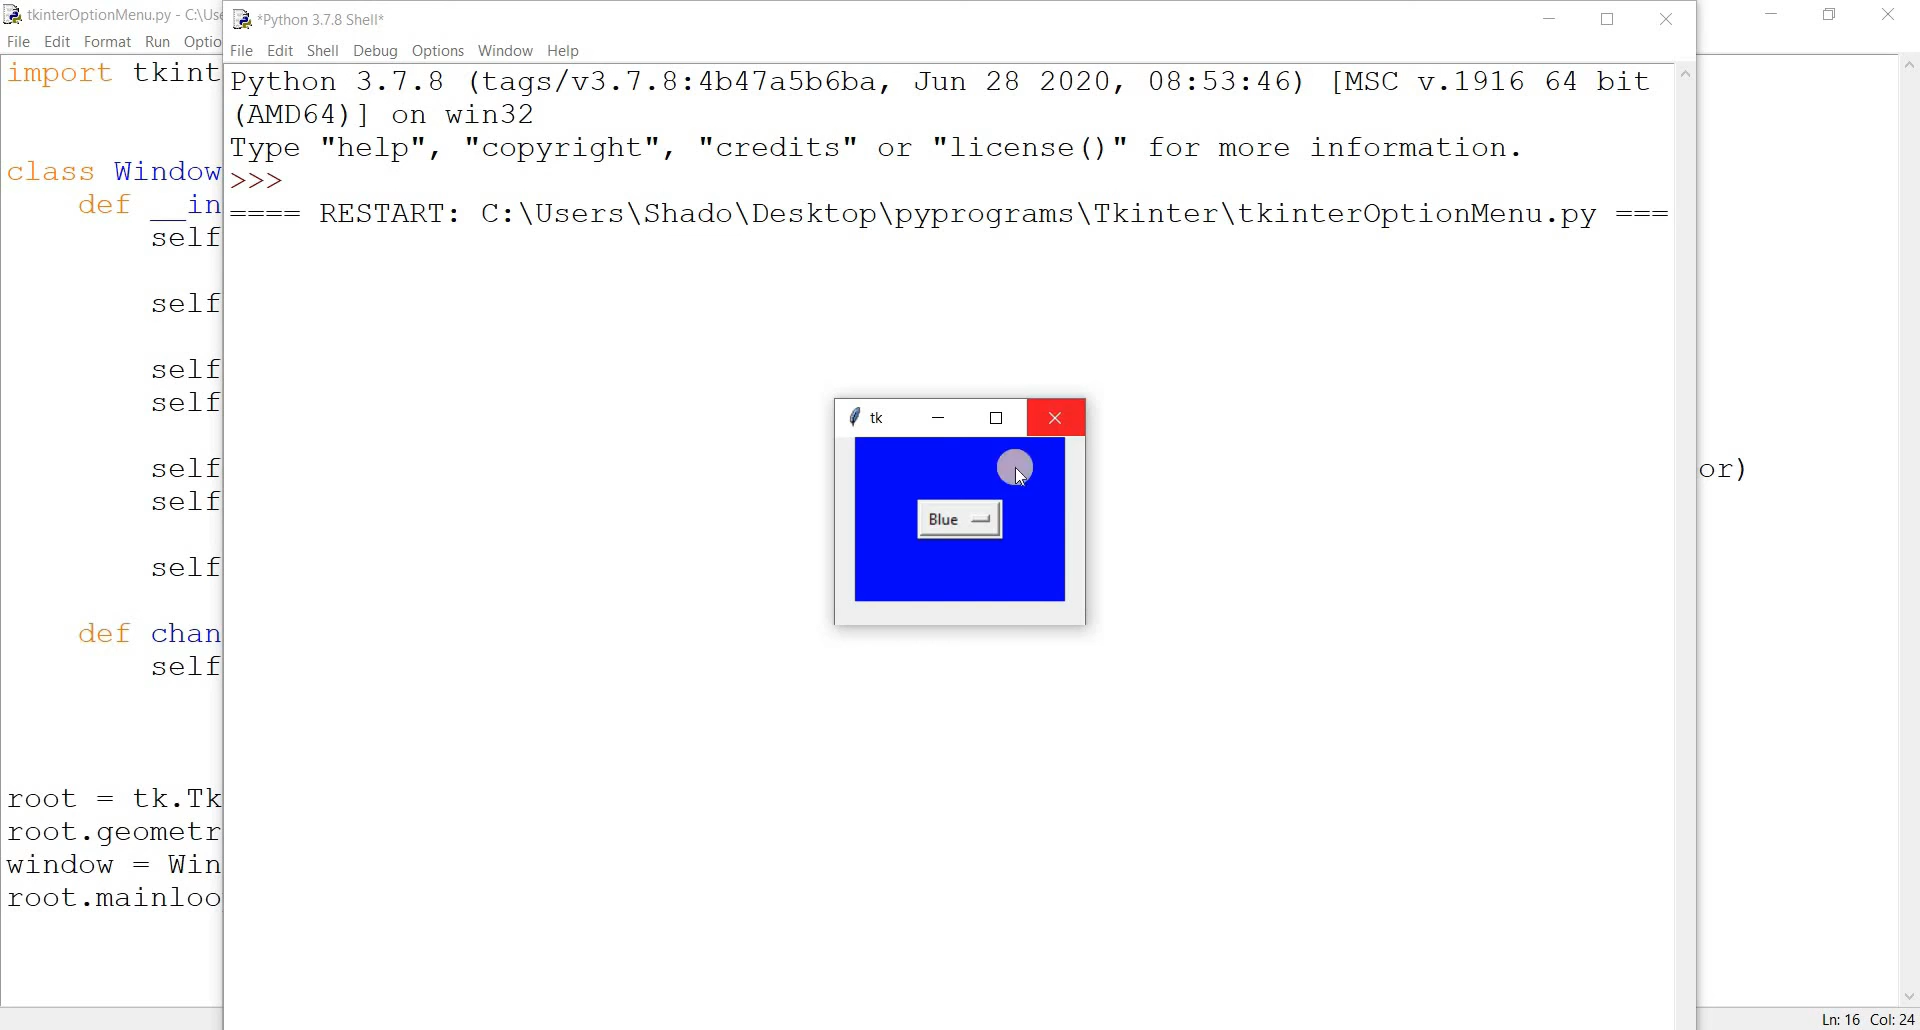 tkinterOptionMenu.py - C:\Use
File Edit Format Run Optio
import tkint
class Window
def __in
self
self
self
self
self
or)
self
self
def chan
self
root = tk.Tk
root.geometr
window = Win
root.mainloo
*Python 3.7.8 Shell*
File Edit Shell Debug Options Window Help
Python 3.7.8 (tags/v3.7.8:4b47a5b6ba, Jun 28 2020, 08:53:46) [MSC v.1916 64 bit
(AMD64)] on win32
Type "help", "copyright", "credits" or "license()" for more information.
>>>
==== RESTART: C:\Users\Shado\Desktop\pyprograms\Tkinter\tkinterOptionMenu.py ===
tk
Blue
Ln: 16 Col: 24